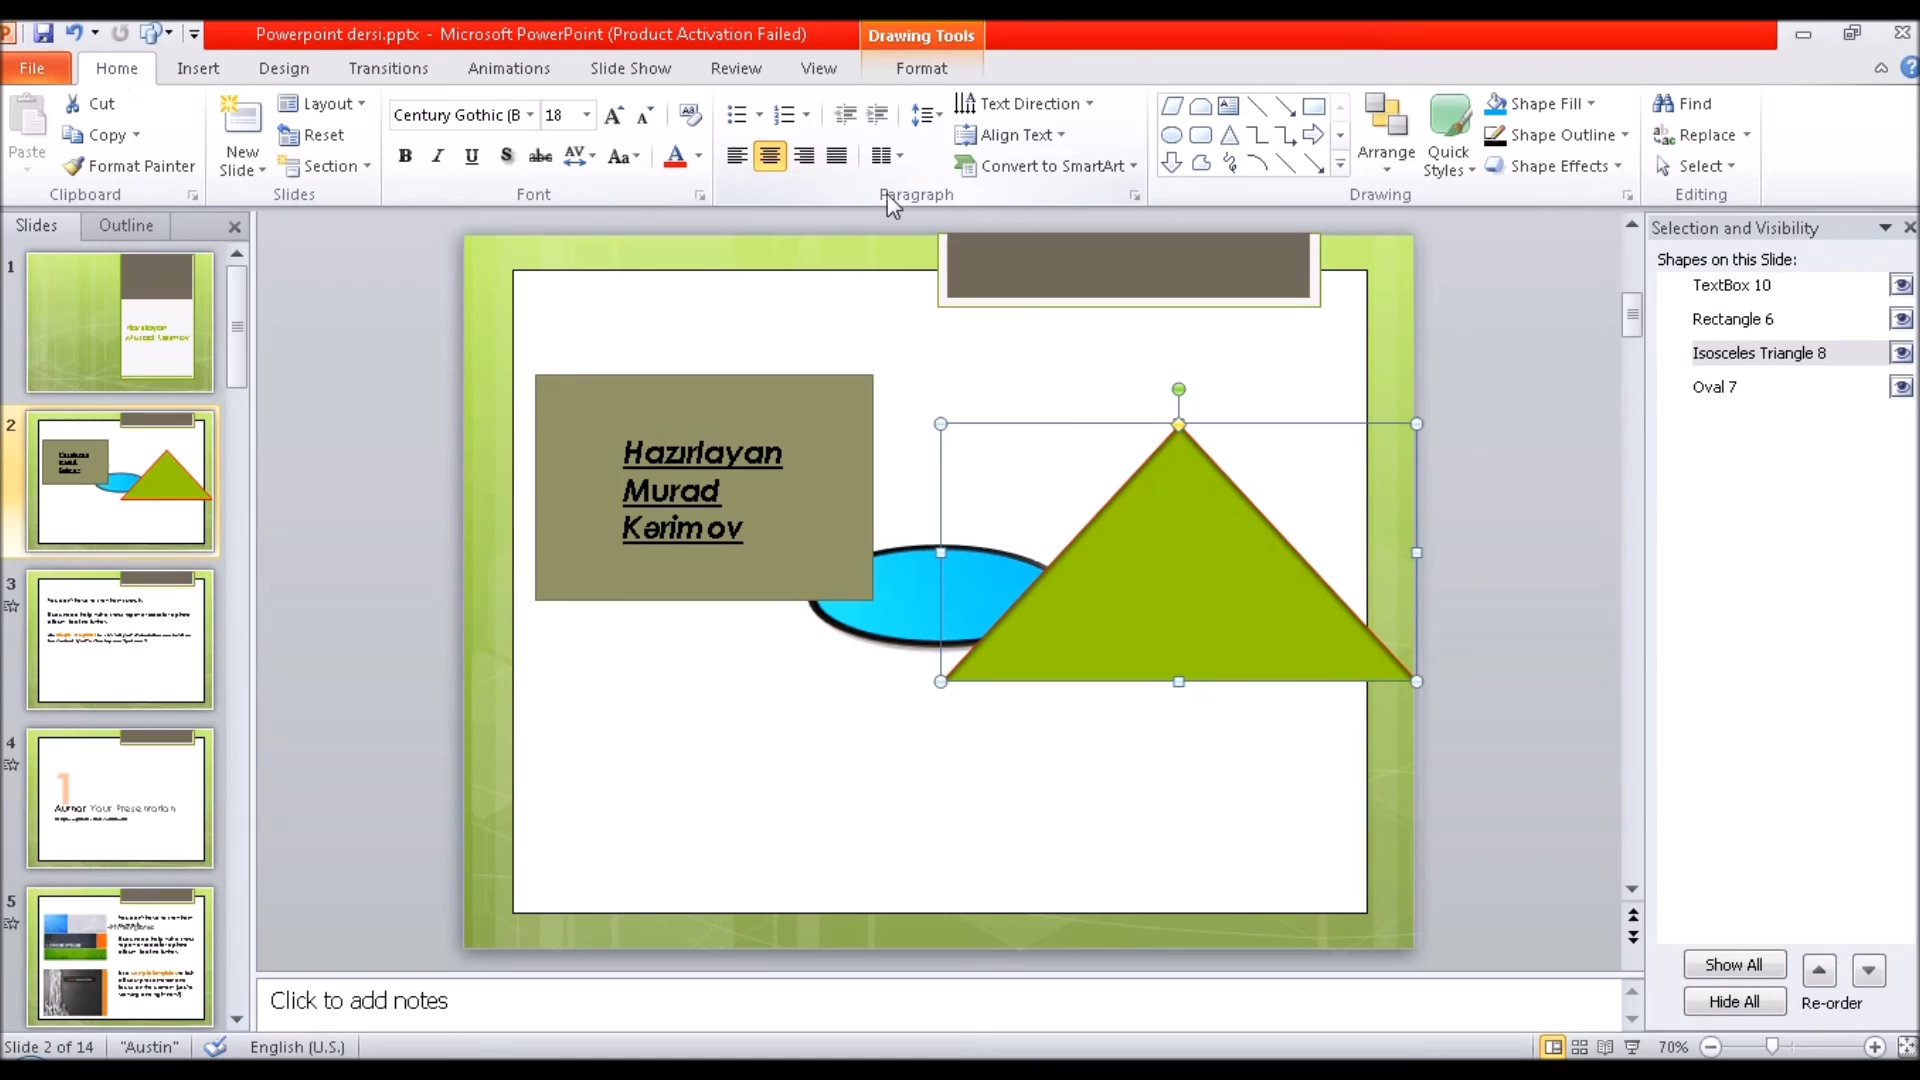 Powerpoint dersi.pptx - Microsoft PowerPoint (Product Activation Failed)
Drawing Tools
File
Home
Insert
Design
Transitions
Animations
Slide Show
Review
View
Format
Paste
Cut
Copy
Format Painter
Clipboard
New
Slide
Layout
Reset
Section
Slides
Century Gothic (B
18
Font
Text Direction
Align Text
Convert to SmartArt
Paragraph
Arrange
Quick
Styles
Shape Fill
Shape Outline
Shape Effects
Drawing
Find
Replace
Select
Editing
Slides
Outline
1
2
3
4
5
Hazırlayan
Murad
Kərimov
Selection and Visibility
Shapes on this Slide:
TextBox 10
Rectangle 6
Isosceles Triangle 8
Oval 7
Show All
Hide All
Re-order
Click to add notes
Slide 2 of 14
"Austin"
English (U.S.)
70%